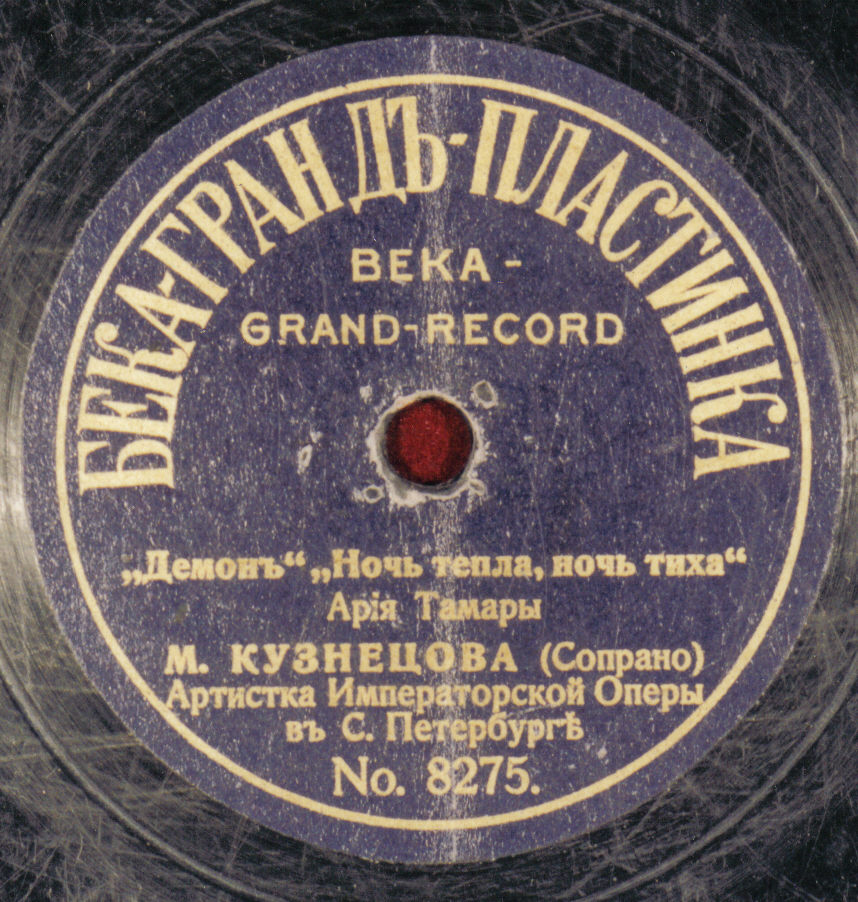 БЕКА-ГРАНДЪ-ПЛАСТИНКА
BEKA -
GRAND-RECORD
„Демонъ“ „Ночь тепла, ночь тиха“
Арія Тамары
М. КУЗНЕЦОВА (Сопрано)
Артистка Императорской Оперы
въ С. Петербургѣ
No. 8275.